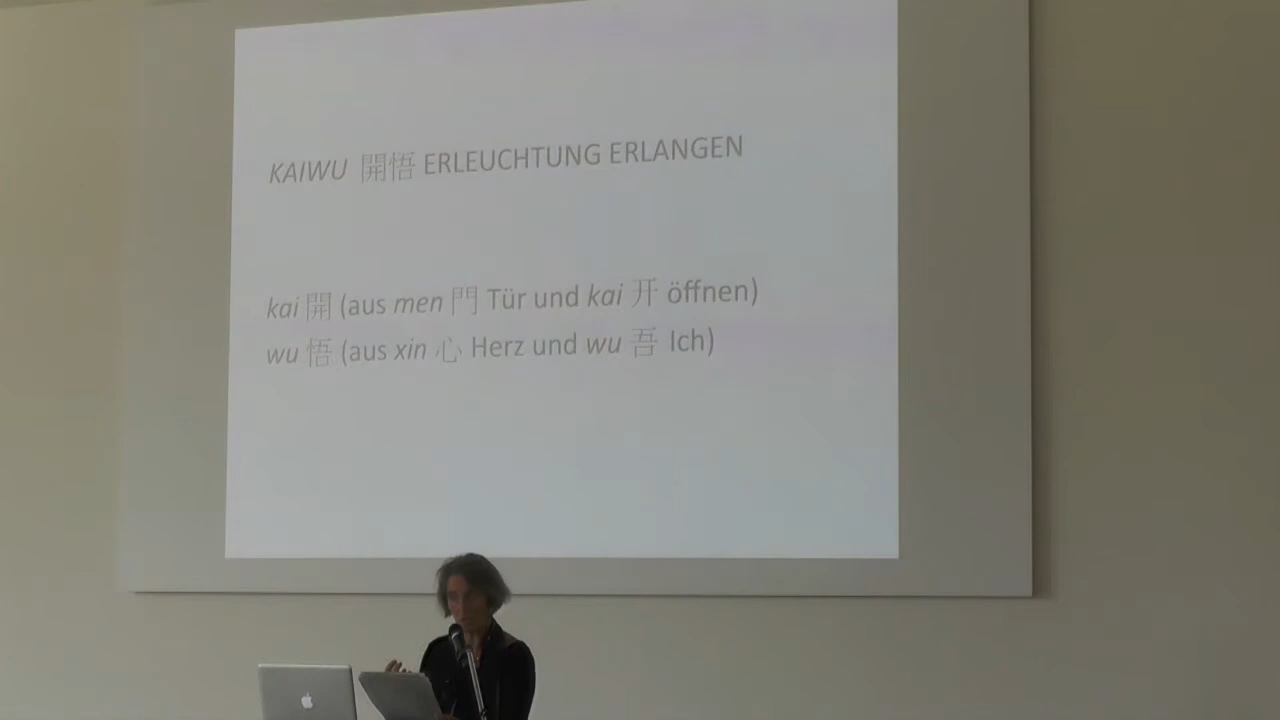 KAIWU 開悟 ERLEUCHTUNG ERLANGEN
kai 開 (aus men 門 Tür und kai 开 öffnen)
wu 悟 (aus xin 心 Herz und wu 吾 Ich)